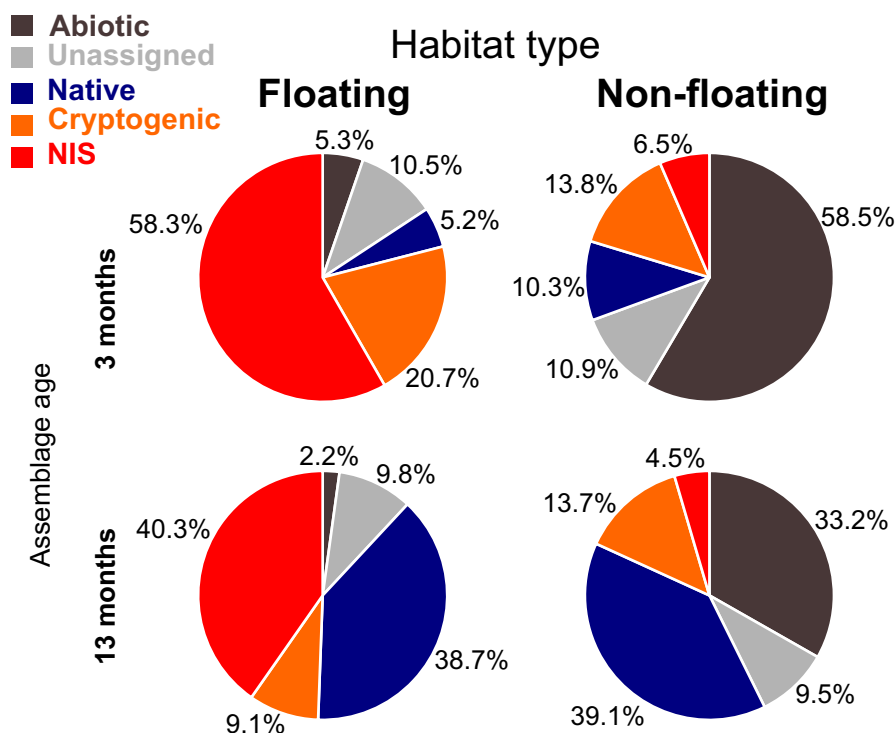 Abiotic
Unassigned
Native
Cryptogenic
NIS
Habitat type
Floating
Non-floating
Assemblage age
3 months
5.3%
10.5%
5.2%
20.7%
58.3%
58.5%
10.9%
10.3%
13.8%
6.5%
13 months
2.2%
9.8%
38.7%
9.1%
40.3%
33.2%
9.5%
39.1%
13.7%
4.5%